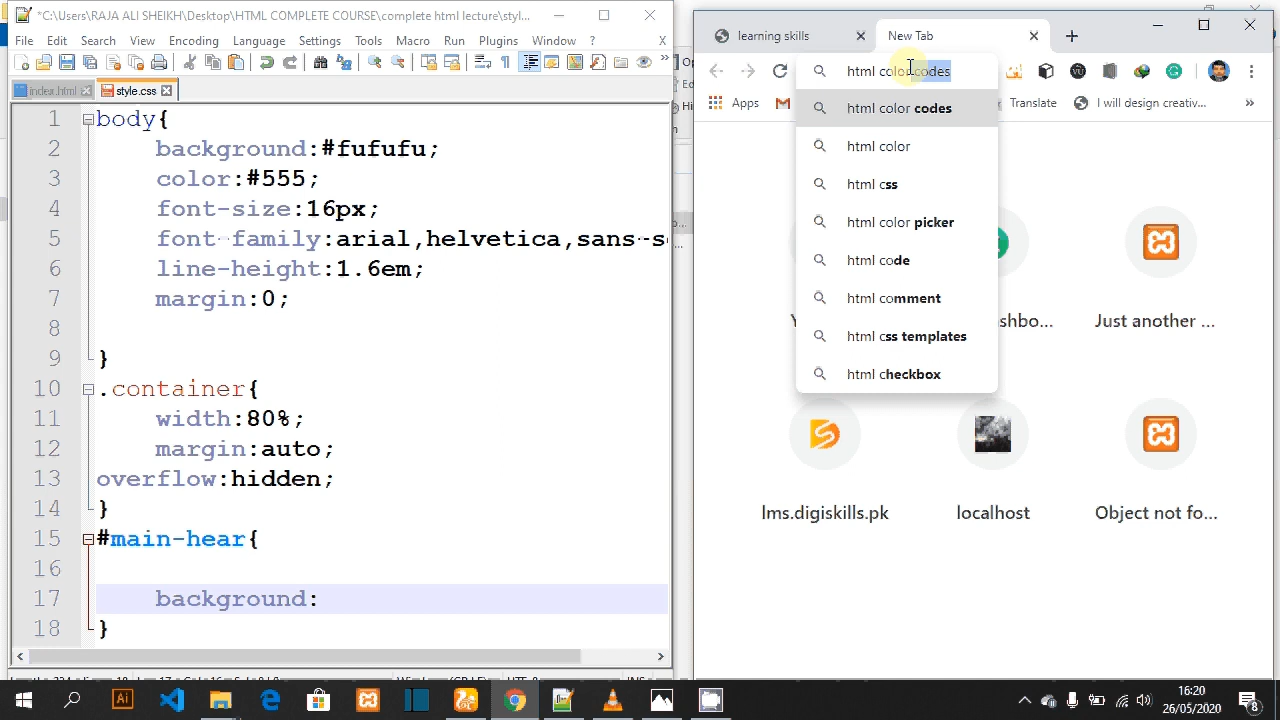 *C:\Users\RAJA ALI SHEIKH\Desktop\HTML COMPLETE COURSE\complete html lecture\styl...
File Edit Search View Encoding Language Settings Tools Macro Run Plugins Window ? X
index.html style.css
1 body{
2 background:#fufufu;
3 color:#555;
4 font-size:16px;
5 font-family:arial,helvetica,sans-s
6 line-height:1.6em;
7 margin:0;
8
9 }
10 .container{
11 width:80%;
12 margin:auto;
13 overflow:hidden;
14 }
15 #main-hear{
16
17 background:
18 }
learning skills
New Tab
html color codes
Apps
Translate
I will design creativ...
»
html color codes
html color
html css
html color picker
html code
html comment
html css templates
html checkbox
shbo...
Just another ...
lms.digiskills.pk
localhost
Object not fo...
16:20
26/05/2020
8